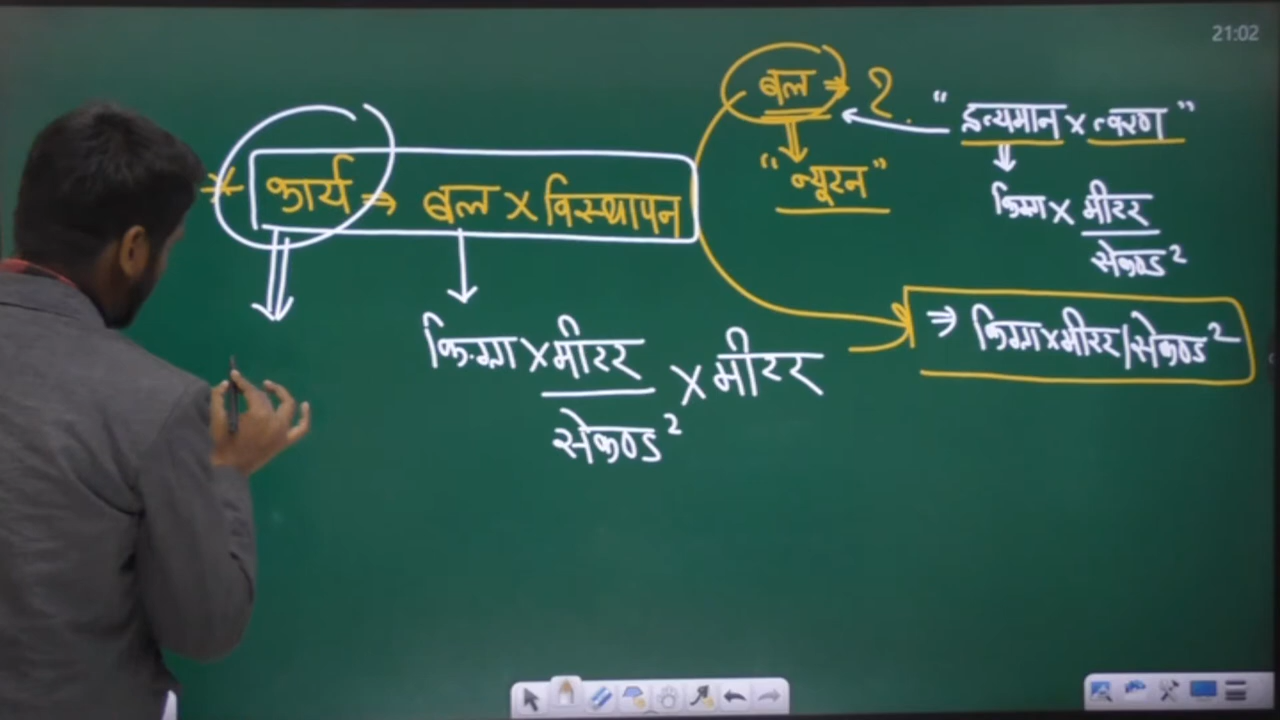 21:02
बल ⇒ ?
"द्रव्यमान × त्वरण"
"न्यूटन"
* कार्य ⇒ बल × विस्थापन
किग्रा × मीटर
सेकण्ड²
⇒ किग्रा × मीटर/सेकण्ड²
कि.ग्रा × मीटर × मीटर
सेकण्ड²